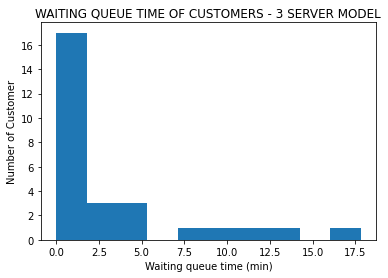 WAITING QUEUE TIME OF CUSTOMERS - 3 SERVER MODEL
Number of Customer
16
14
12
10
8
6
4
2
0
0.0 2.5 5.0 7.5 10.0 12.5 15.0 17.5
Waiting queue time (min)